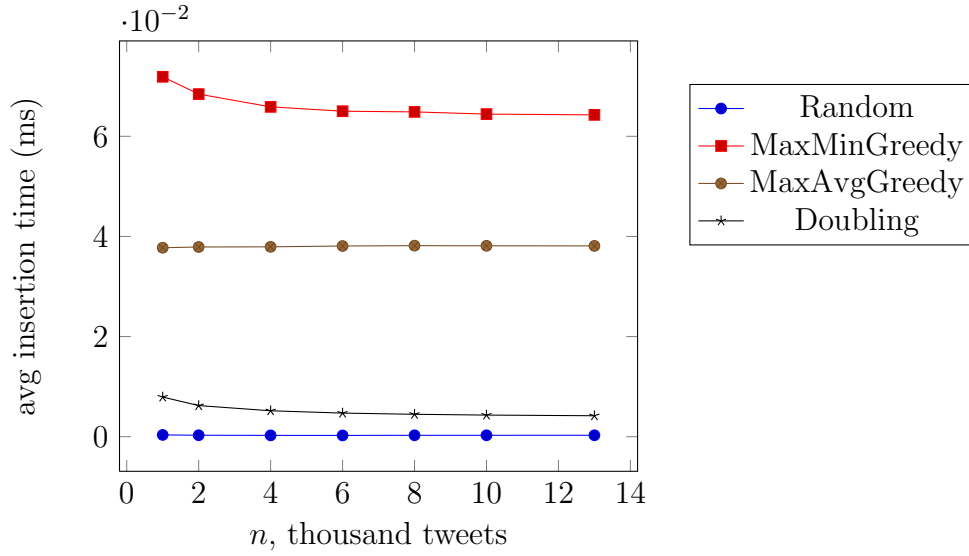 ·10−2
avg insertion time (ms)
6
4
2
0
0 2 4 6 8 10 12 14
n, thousand tweets
Random
MaxMinGreedy
MaxAvgGreedy
Doubling